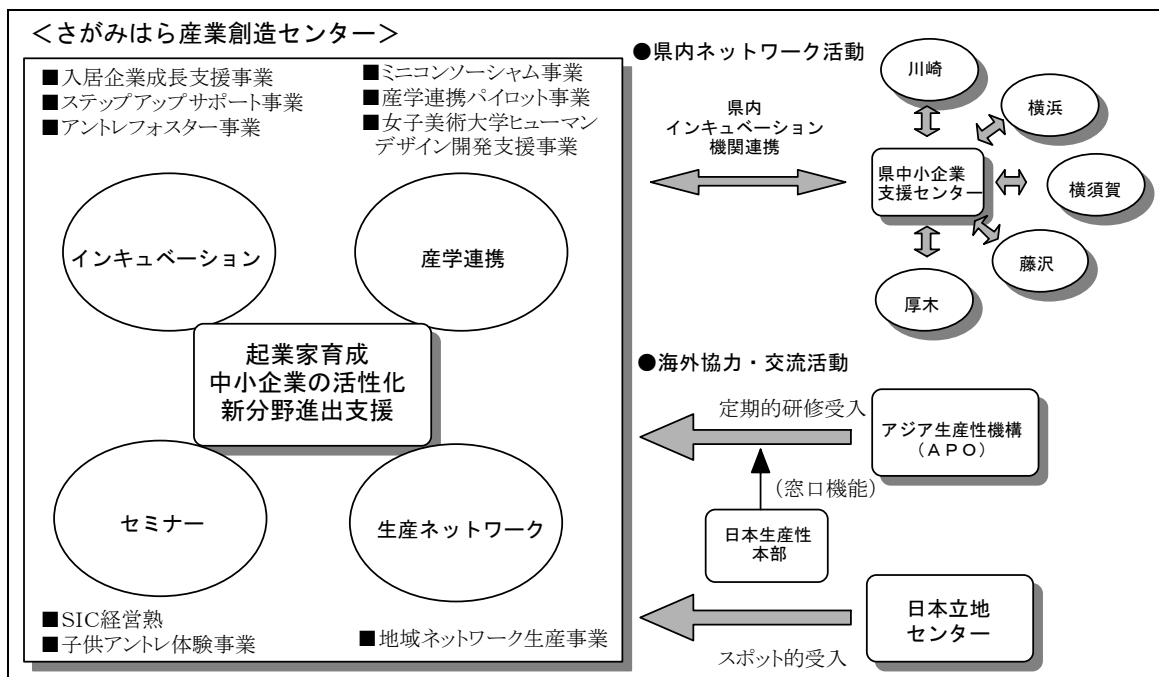 <さがみはら産業創造センター>
■入居企業成長支援事業
■ステップアップサポート事業
■アントレフォスター事業
■ミニコンソーシャム事業
■産学連携パイロット事業
■女子美術大学ヒューマン
デザイン開発支援事業
インキュベーション
産学連携
起業家育成
中小企業の活性化
新分野進出支援
セミナー
生産ネットワーク
■SIC経営熟
■子供アントレ体験事業
■地域ネットワーク生産事業
●県内ネットワーク活動
県内
インキュベーション
機関連携
川崎
横浜
県中小企業
支援センター
横須賀
藤沢
厚木
●海外協力・交流活動
定期的研修受入
アジア生産性機構
(APO)
(窓口機能)
日本生産性
本部
日本立地
センター
スポット的受入